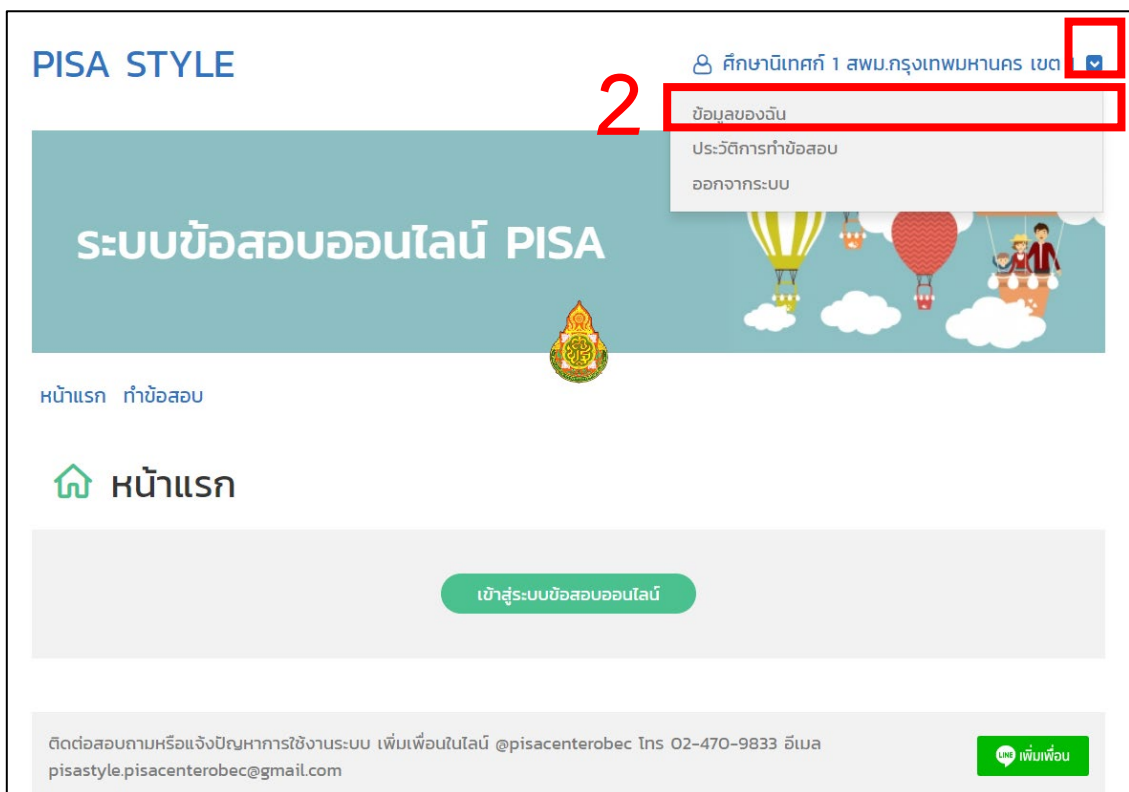 PISA STYLE
ศึกษานิเทศก์ 1 สพม.กรุงเทพมหานคร เขต 1
2
ข้อมูลของฉัน
ประวัติการทำข้อสอบ
ออกจากระบบ
ระบบข้อสอบออนไลน์ PISA
หน้าแรก ทำข้อสอบ
หน้าแรก
เข้าสู่ระบบข้อสอบออนไลน์
ติดต่อสอบถามหรือแจ้งปัญหาการใช้งานระบบ เพิ่มเพื่อนในไลน์ @pisacenterobec โทร 02-470-9833 อีเมล
pisastyle.pisacenterobec@gmail.com
LINE เพิ่มเพื่อน